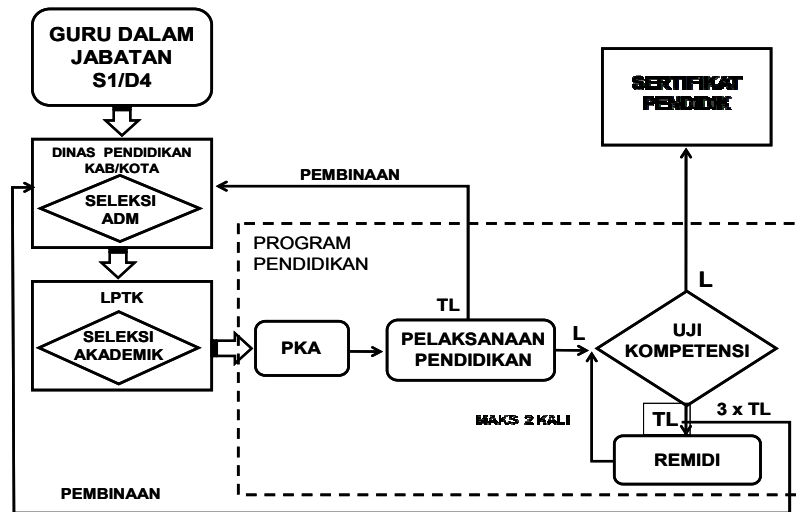 GURU DALAM
JABATAN
S1/D4
SERTIFIKAT
PENDIDIK
DINAS PENDIDIKAN
KAB/KOTA
SELEKSI
ADM
PEMBINAAN
PROGRAM
PENDIDIKAN
LPTK
SELEKSI
AKADEMIK
PKA
TL
PELAKSANAAN
PENDIDIKAN
L
L
UJI
KOMPETENSI
MAKS 2 KALI
TL
3 x TL
REMIDI
PEMBINAAN